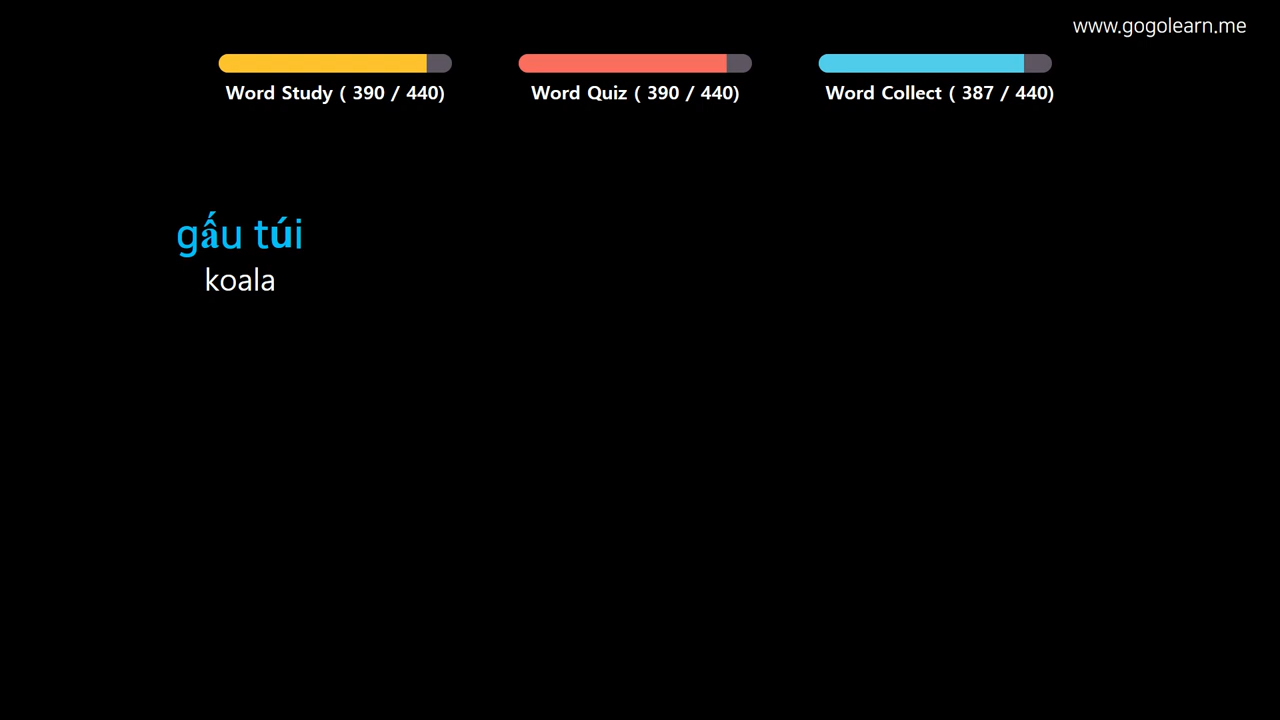 www.gogolearn.me
Word Study ( 390 / 440)
Word Quiz ( 390 / 440)
Word Collect ( 387 / 440)
gấu túi
koala